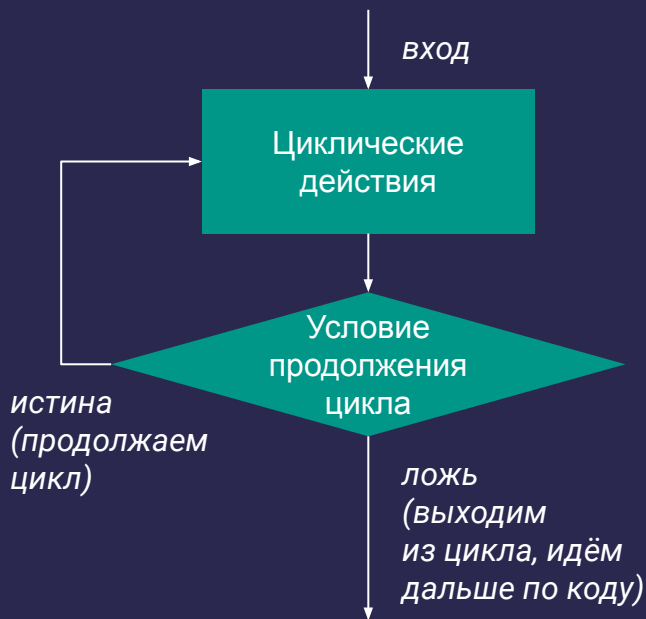 вход
Циклические
действия
Условие
продолжения
цикла
истина
(продолжаем
цикл)
ложь
(выходим
из цикла, идём
дальше по коду)